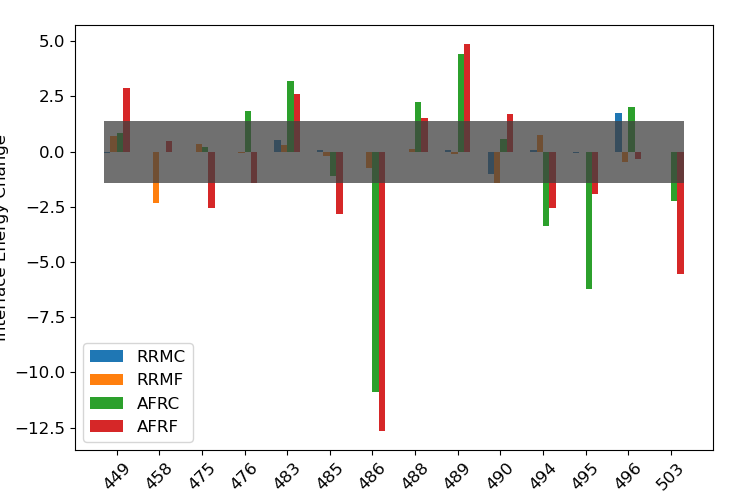 Interface Energy Change
5.0
2.5
0.0
−2.5
−5.0
−7.5
−10.0
−12.5
RRMC
RRMF
AFRC
AFRF
449 458 475 476 483 485 486 488 489 490 494 495 496 503